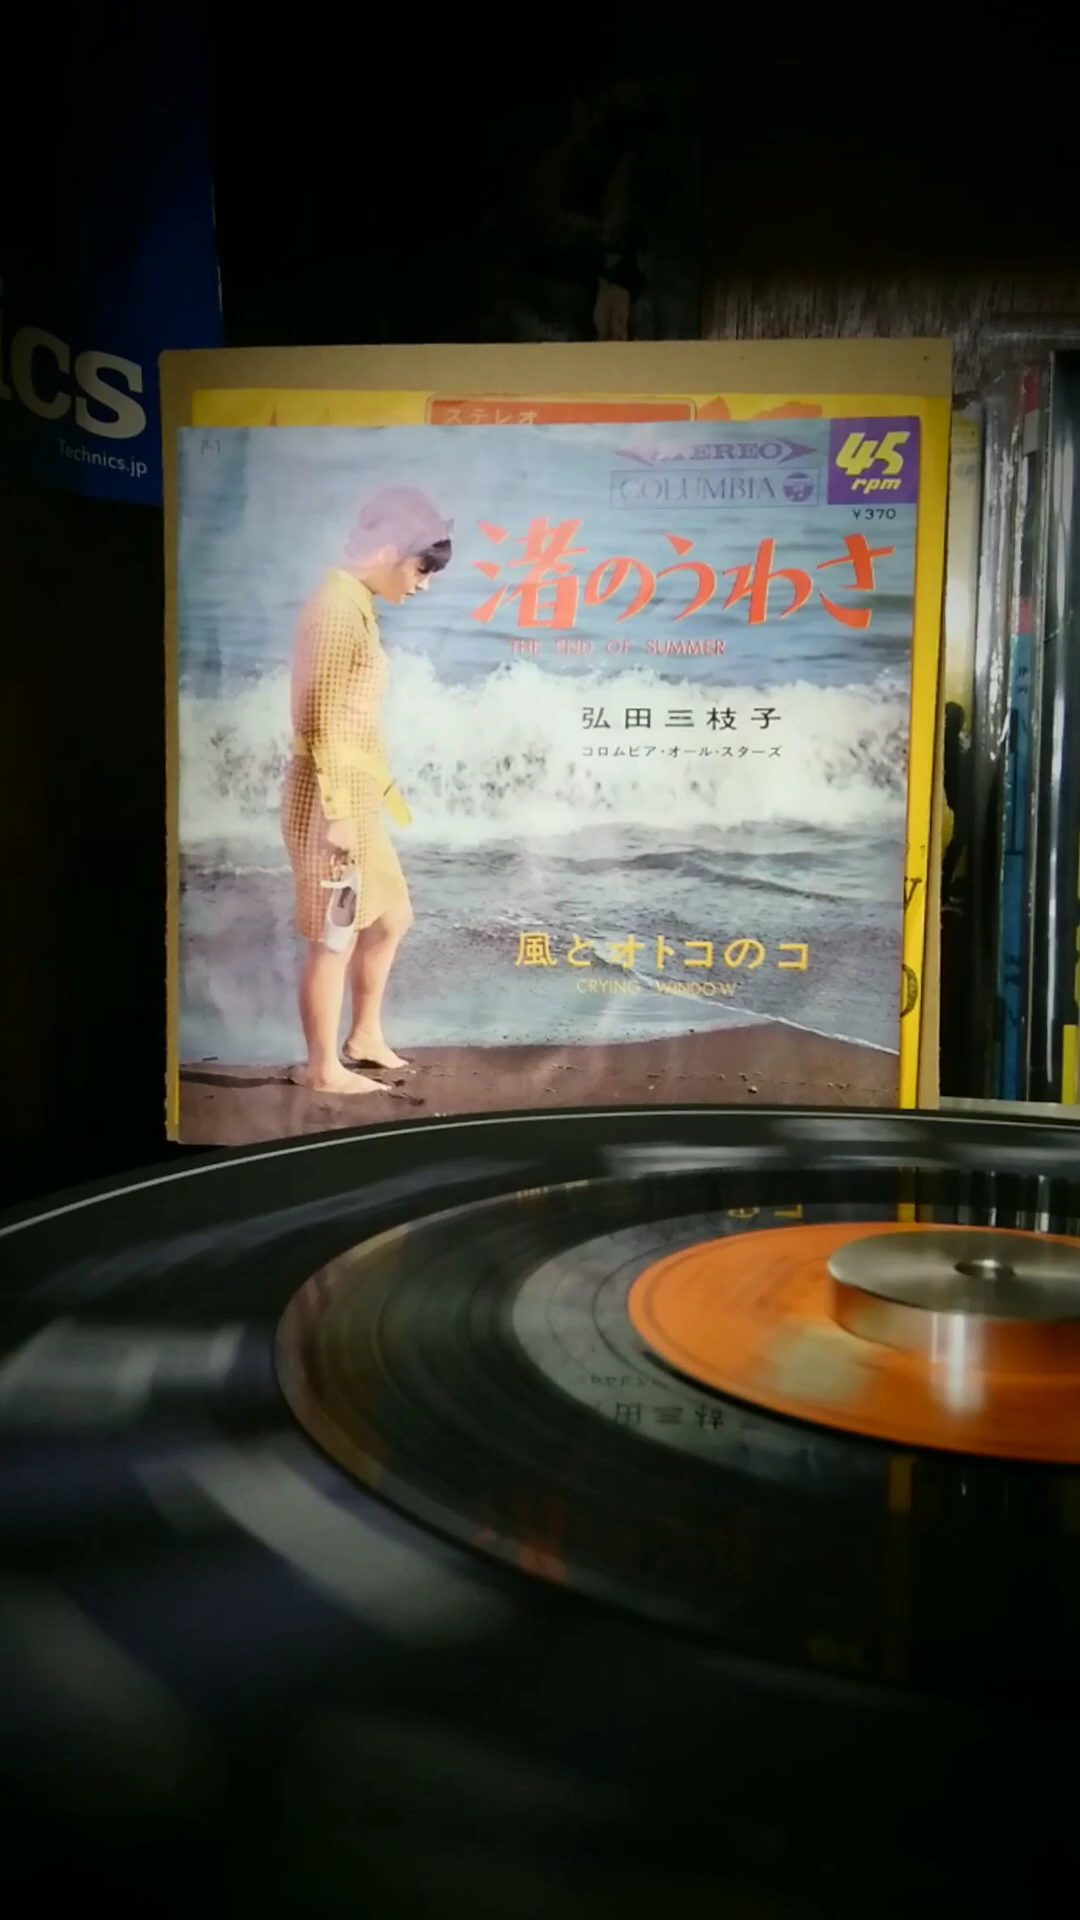 ics
Technics.jp
ステレオ
P-1
STEREO
COLUMBIA
45
rpm
¥370
渚のうわさ
THE END OF SUMMER
弘田三枝子
コロムビア・オール・スターズ
風とオトコのコ
CRYING WINDOW